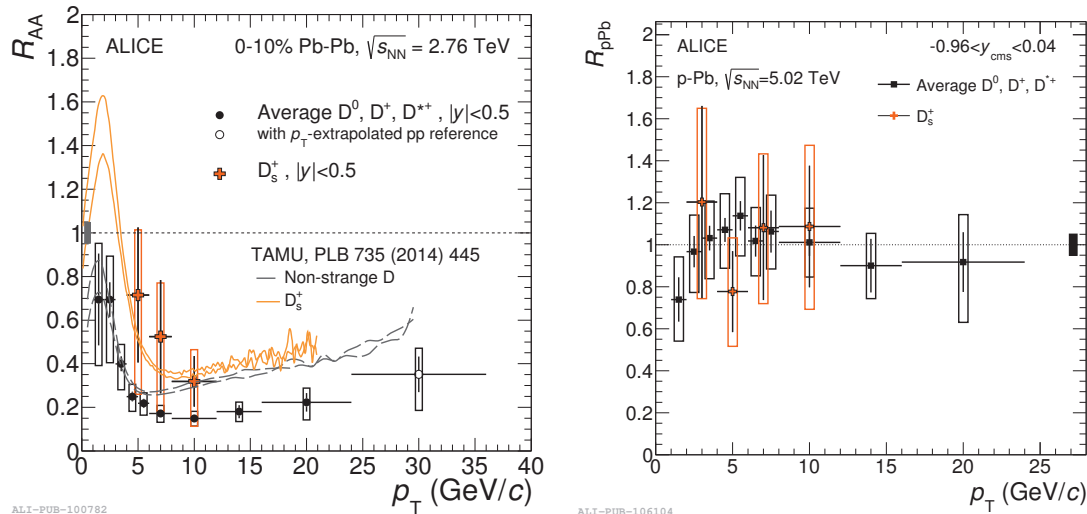 R_AA
2
1.8
1.6
1.4
1.2
1
0.8
0.6
0.4
0.2
0
ALICE
0-10% Pb-Pb, √s_NN = 2.76 TeV
Average D⁰, D⁺, D*⁺ , |y|<0.5
with p_T-extrapolated pp reference
D_s⁺ , |y|<0.5
TAMU, PLB 735 (2014) 445
Non-strange D
D_s⁺
0 5 10 15 20 25 30 35 40
p_T (GeV/c)
ALI-PUB-100782
R_pPb
2
1.8
1.6
1.4
1.2
1
0.8
0.6
0.4
0.2
0
ALICE
-0.96<y_cms<0.04
p-Pb, √s_NN=5.02 TeV
Average D⁰, D⁺, D*⁺
D_s⁺
0 5 10 15 20 25
p_T (GeV/c)
ALI-PUB-106104